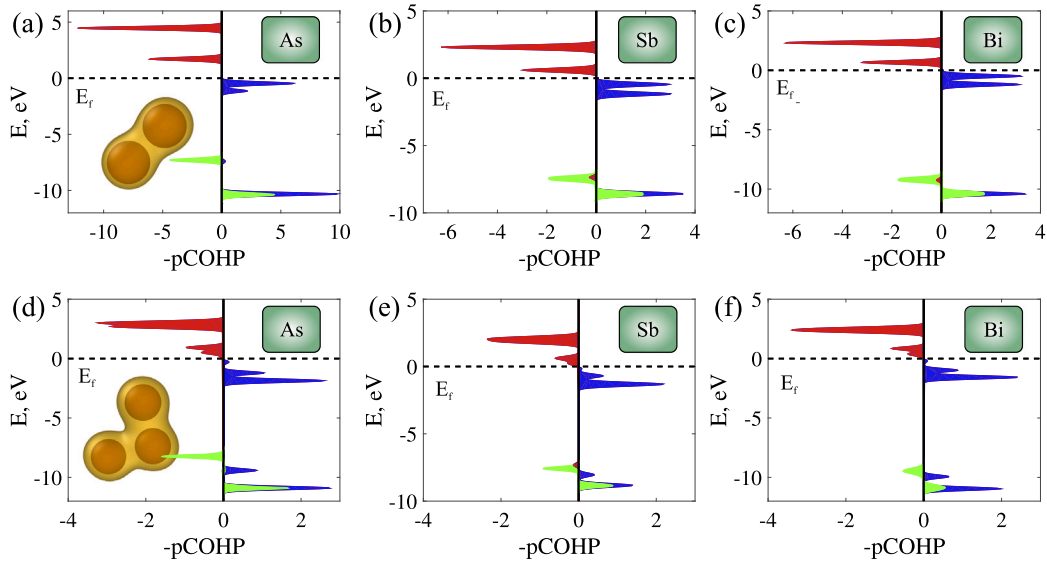 (a)
As
5
0
-5
-10
E, eV
E_f
-10 -5 0 5 10
-pCOHP
(b)
Sb
5
0
-5
-10
E, eV
E_f
-6 -4 -2 0 2 4
-pCOHP
(c)
Bi
5
0
-5
-10
E, eV
E_f -
-6 -4 -2 0 2 4
-pCOHP
(d)
As
5
0
-5
-10
E, eV
E_f
-4 -2 0 2
-pCOHP
(e)
Sb
5
0
-5
-10
E, eV
E_f
-4 -2 0 2
-pCOHP
(f)
Bi
5
0
-5
-10
E, eV
E_f
-4 -2 0 2
-pCOHP